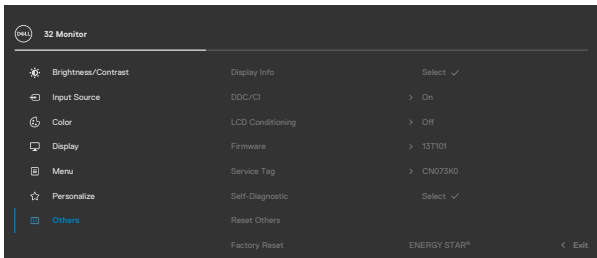 DELL 32 Monitor
Brightness/Contrast Display Info Select
Input Source DDC/CI > On
Color LCD Conditioning > Off
Display Firmware > 13T101
Menu Service Tag > CN073K0
Personalize Self-Diagnostic Select
Others Reset Others
Factory Reset ENERGY STAR® < Exit